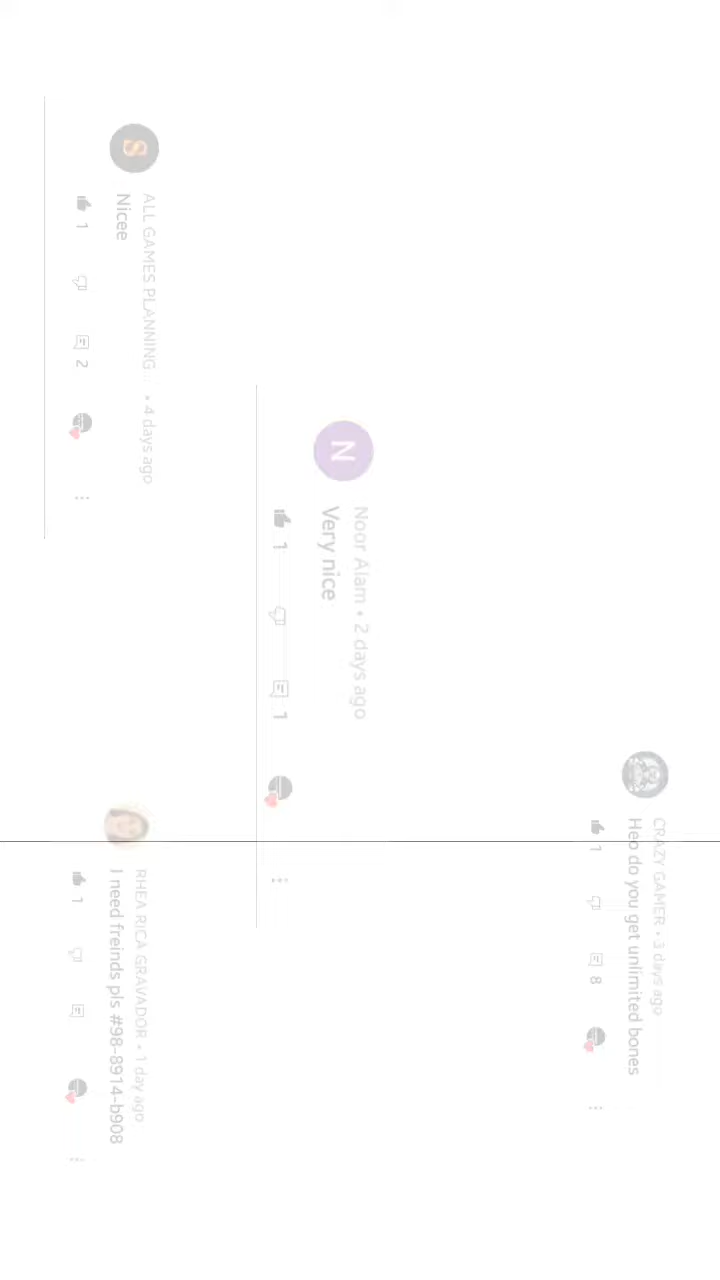 CRAZY GAMER • 3 days ago
Heo do you get unlimited bones
1
8
Noor Alam • 2 days ago
Very nice
1
1
ALL GAMES PLANNING... • 4 days ago
Nicee
1
2
RHEA RICA GRAVADOR • 1 day ago
I need freinds pls #98-8914-b908
1